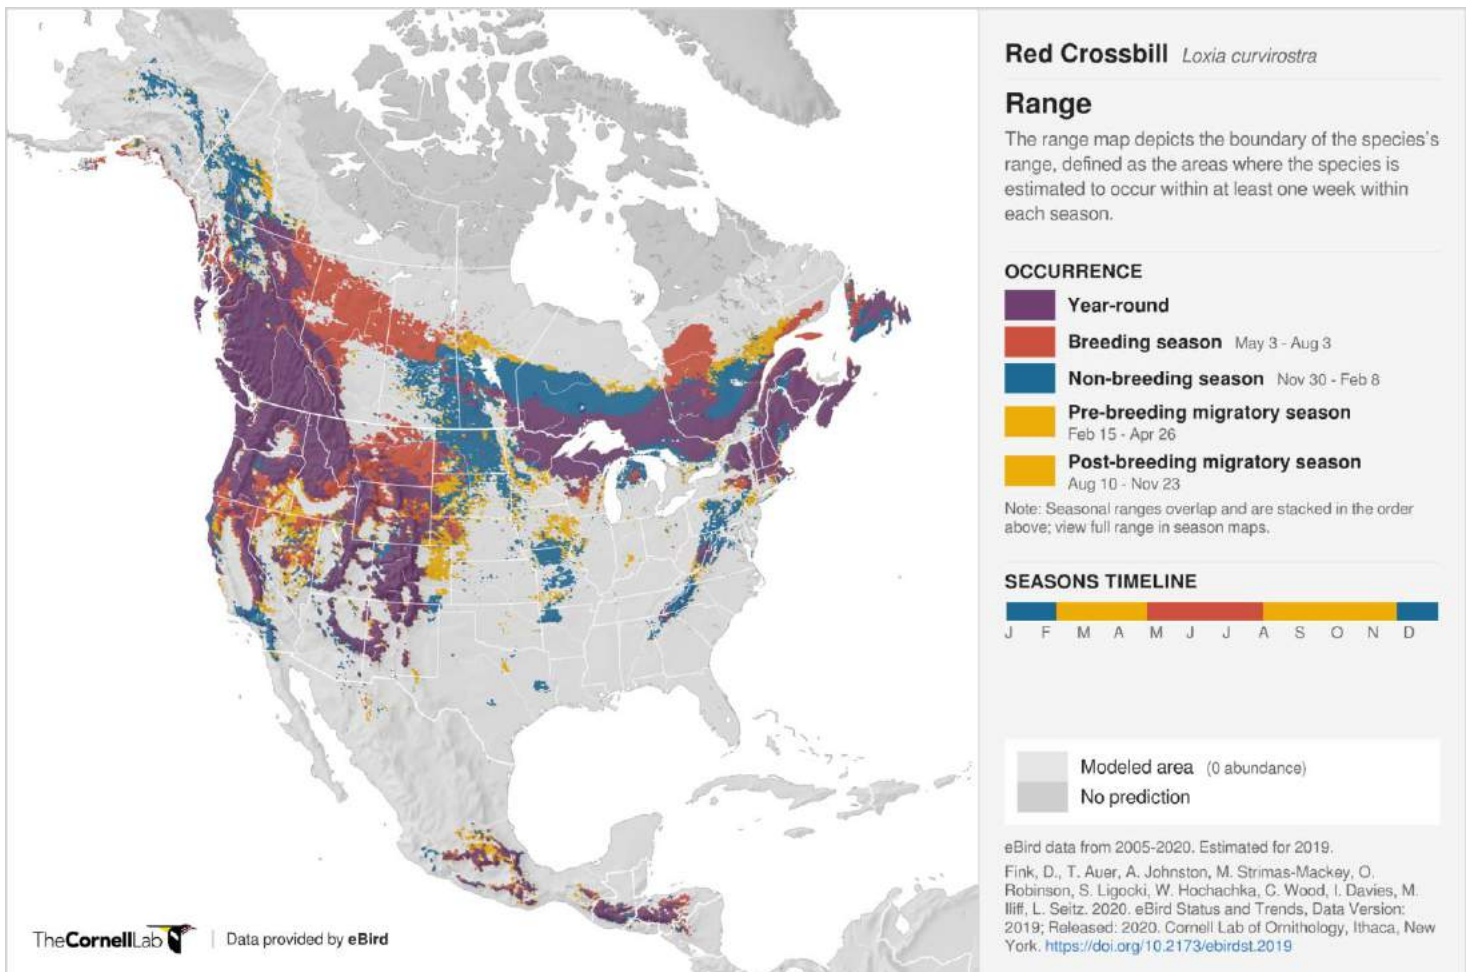 Red Crossbill Loxia curvirostra
Range
The range map depicts the boundary of the species's
range, defined as the areas where the species is
estimated to occur within at least one week within
each season.
OCCURRENCE
Year-round
Breeding season May 3 - Aug 3
Non-breeding season Nov 30 - Feb 8
Pre-breeding migratory season
Feb 15 - Apr 26
Post-breeding migratory season
Aug 10 - Nov 23
Note: Seasonal ranges overlap and are stacked in the order
above; view full range in season maps.
SEASONS TIMELINE
J F M A M J J A S O N D
Modeled area (0 abundance)
No prediction
eBird data from 2005-2020. Estimated for 2019.
Fink, D., T. Auer, A. Johnston, M. Strimas-Mackey, O.
Robinson, S. Ligocki, W. Hochachka, C. Wood, I. Davies, M.
Iliff, L. Seitz. 2020. eBird Status and Trends, Data Version:
2019; Released: 2020. Cornell Lab of Ornithology, Ithaca, New
York. https://doi.org/10.2173/ebirdst.2019
TheCornellLab | Data provided by eBird